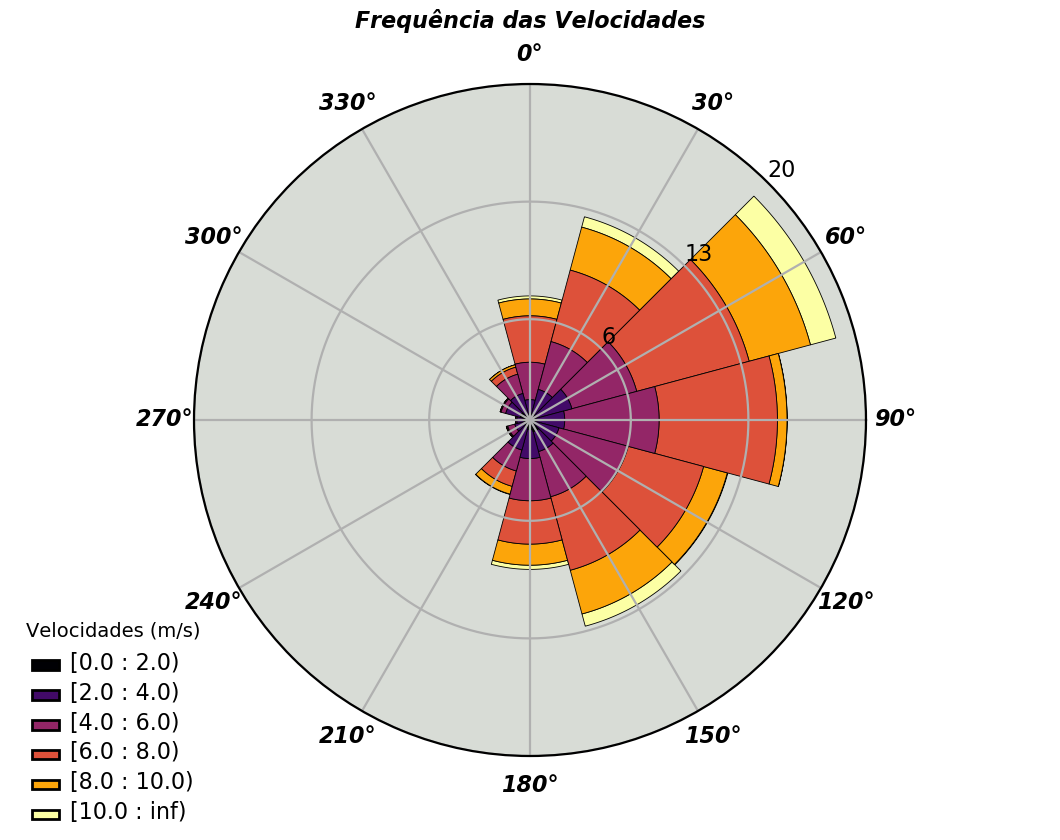 Frequência das Velocidades
0°
330°
30°
20
300°
60°
13
6
270°
90°
240°
120°
210°
150°
180°
Velocidades (m/s)
[0.0 : 2.0)
[2.0 : 4.0)
[4.0 : 6.0)
[6.0 : 8.0)
[8.0 : 10.0)
[10.0 : inf)